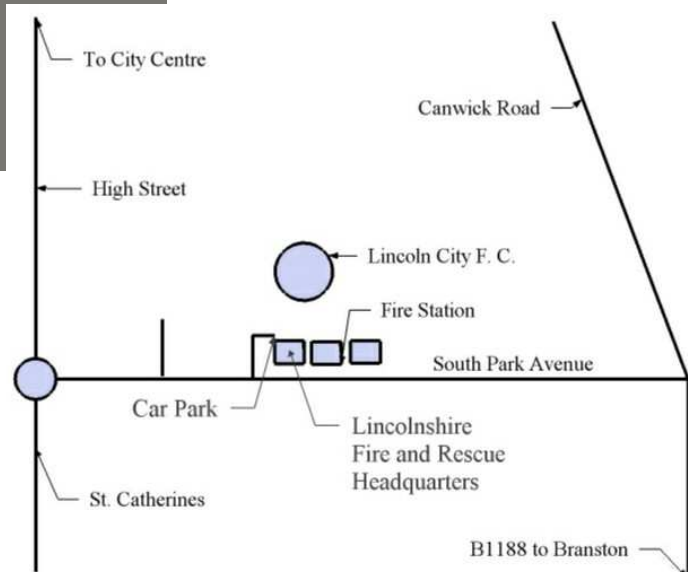 To City Centre
Canwick Road
High Street
Lincoln City F. C.
Fire Station
South Park Avenue
Car Park
Lincolnshire
Fire and Rescue
Headquarters
St. Catherines
B1188 to Branston